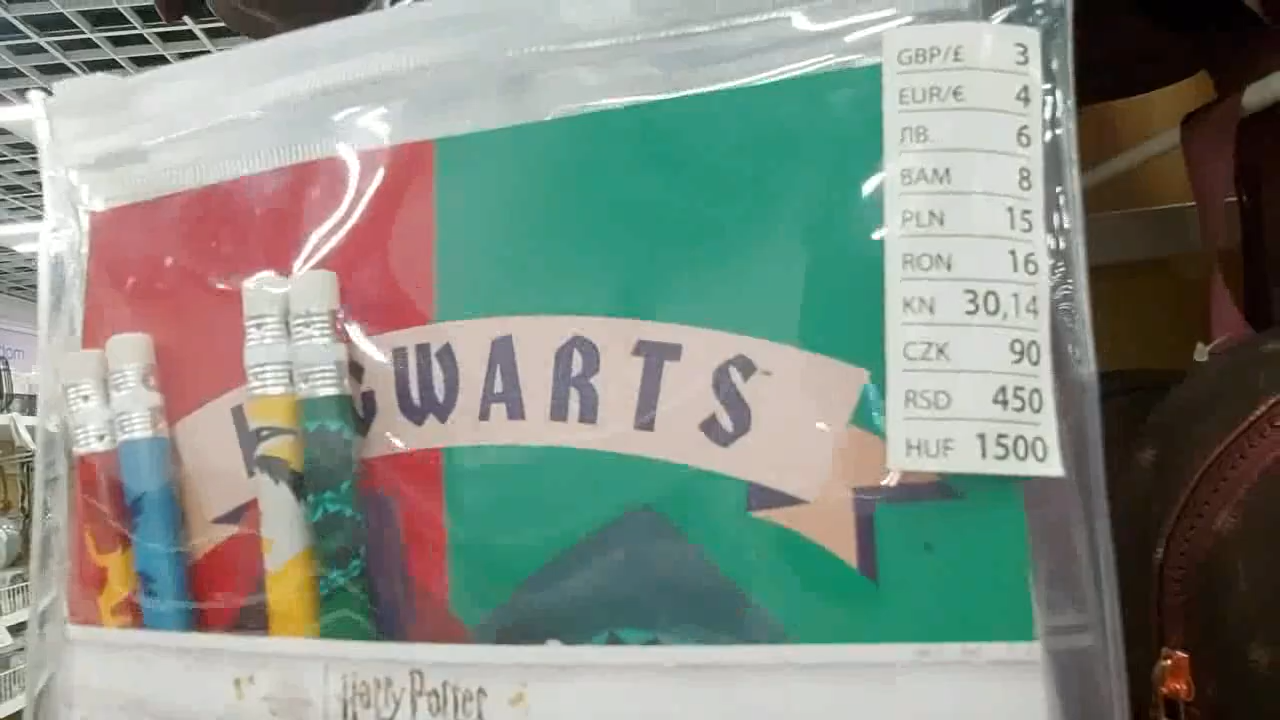 GBP/£ 3
EUR/€ 4
ЛВ. 6
BAM 8
PLN 15
RON 16
KN 30,14
CZK 90
RSD 450
HUF 1500
WARTS
Harry Potter
dom